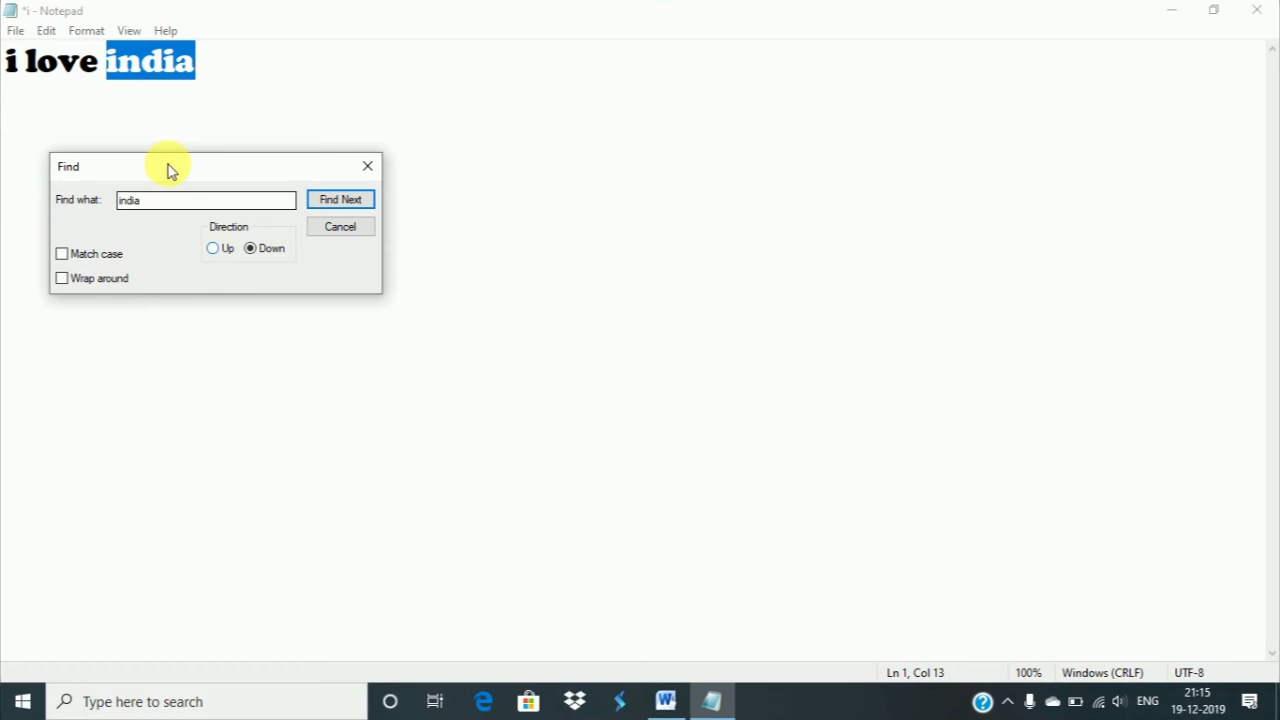 *i - Notepad
File Edit Format View Help
i love india
Find
Find what: india Find Next
Direction Cancel
Up Down
Match case
Wrap around
Ln 1, Col 13 100% Windows (CRLF) UTF-8
Type here to search
W ENG 21:15
19-12-2019